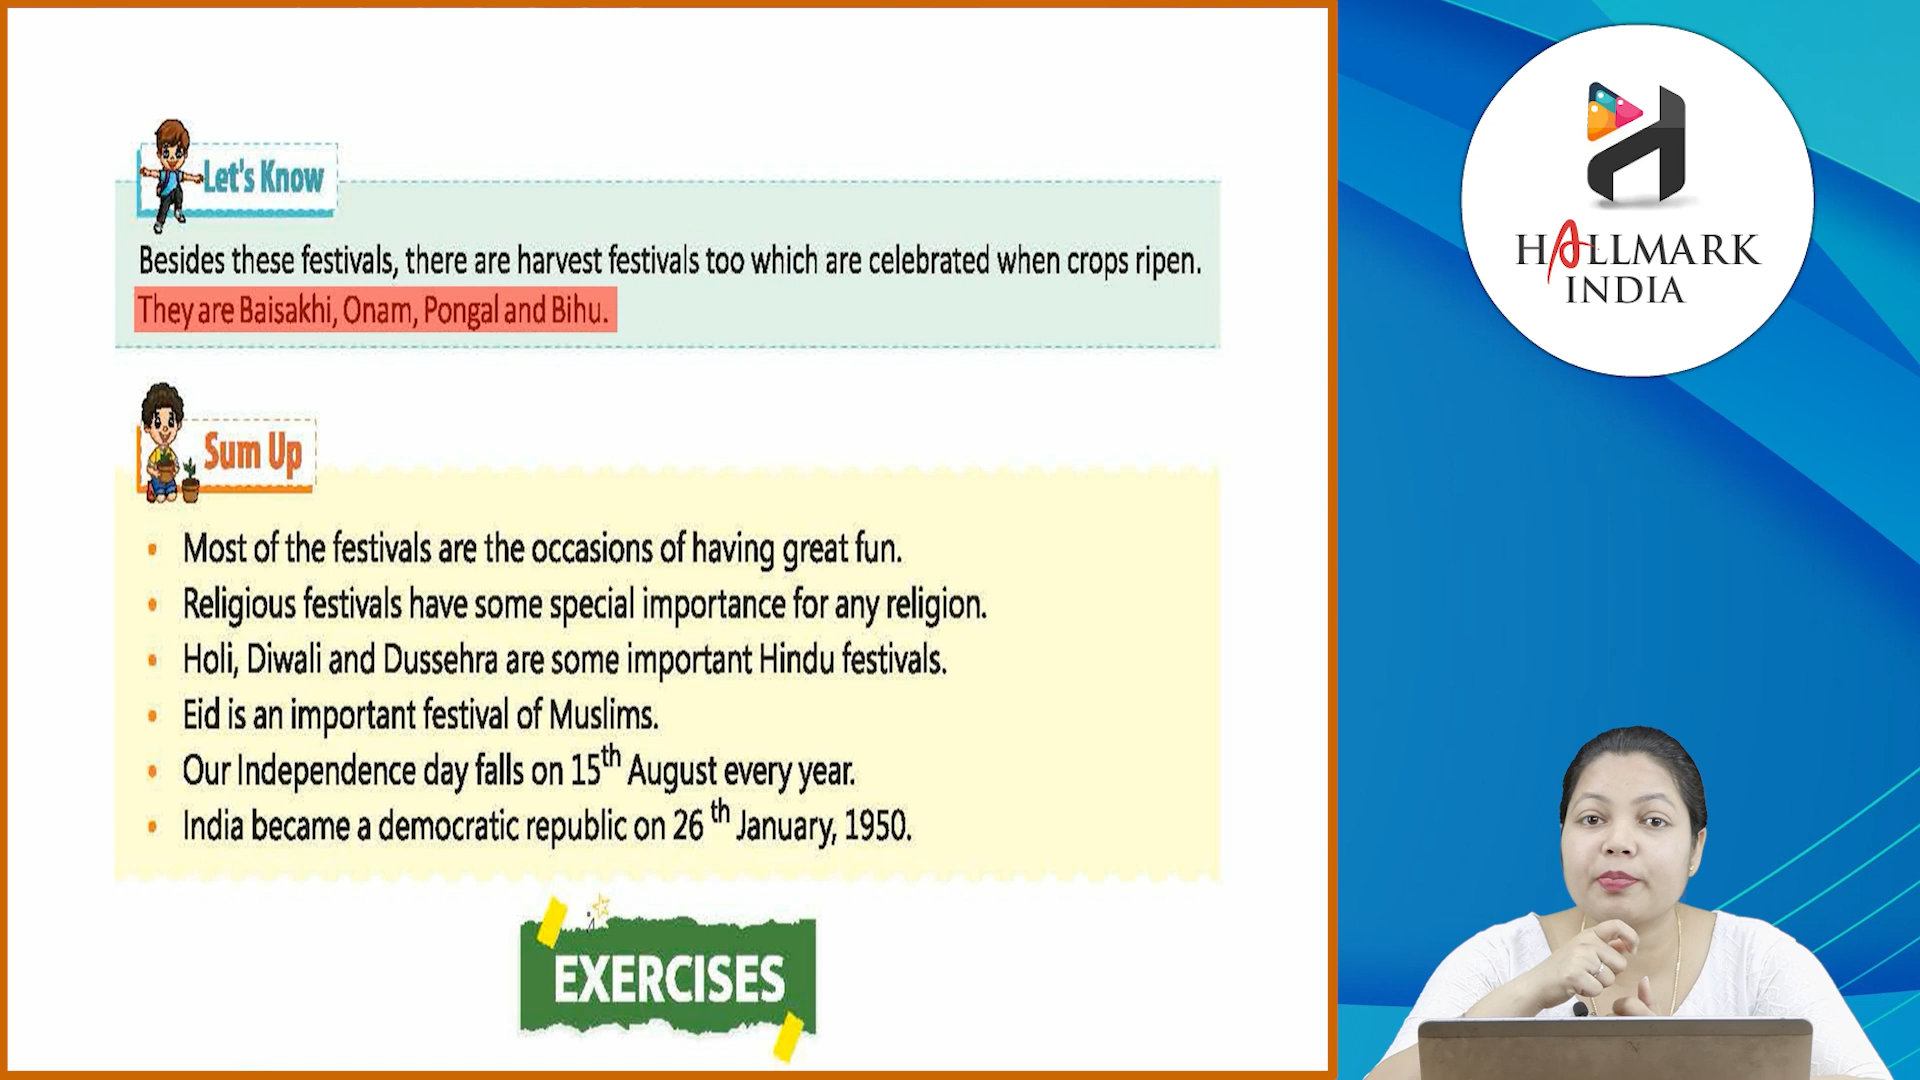 Let's Know
Besides these festivals, there are harvest festivals too which are celebrated when crops ripen.
They are Baisakhi, Onam, Pongal and Bihu.
Sum Up
• Most of the festivals are the occasions of having great fun.
• Religious festivals have some special importance for any religion.
• Holi, Diwali and Dussehra are some important Hindu festivals.
• Eid is an important festival of Muslims.
• Our Independence day falls on 15th August every year.
• India became a democratic republic on 26 th January, 1950.
EXERCISES
HALLMARK
INDIA